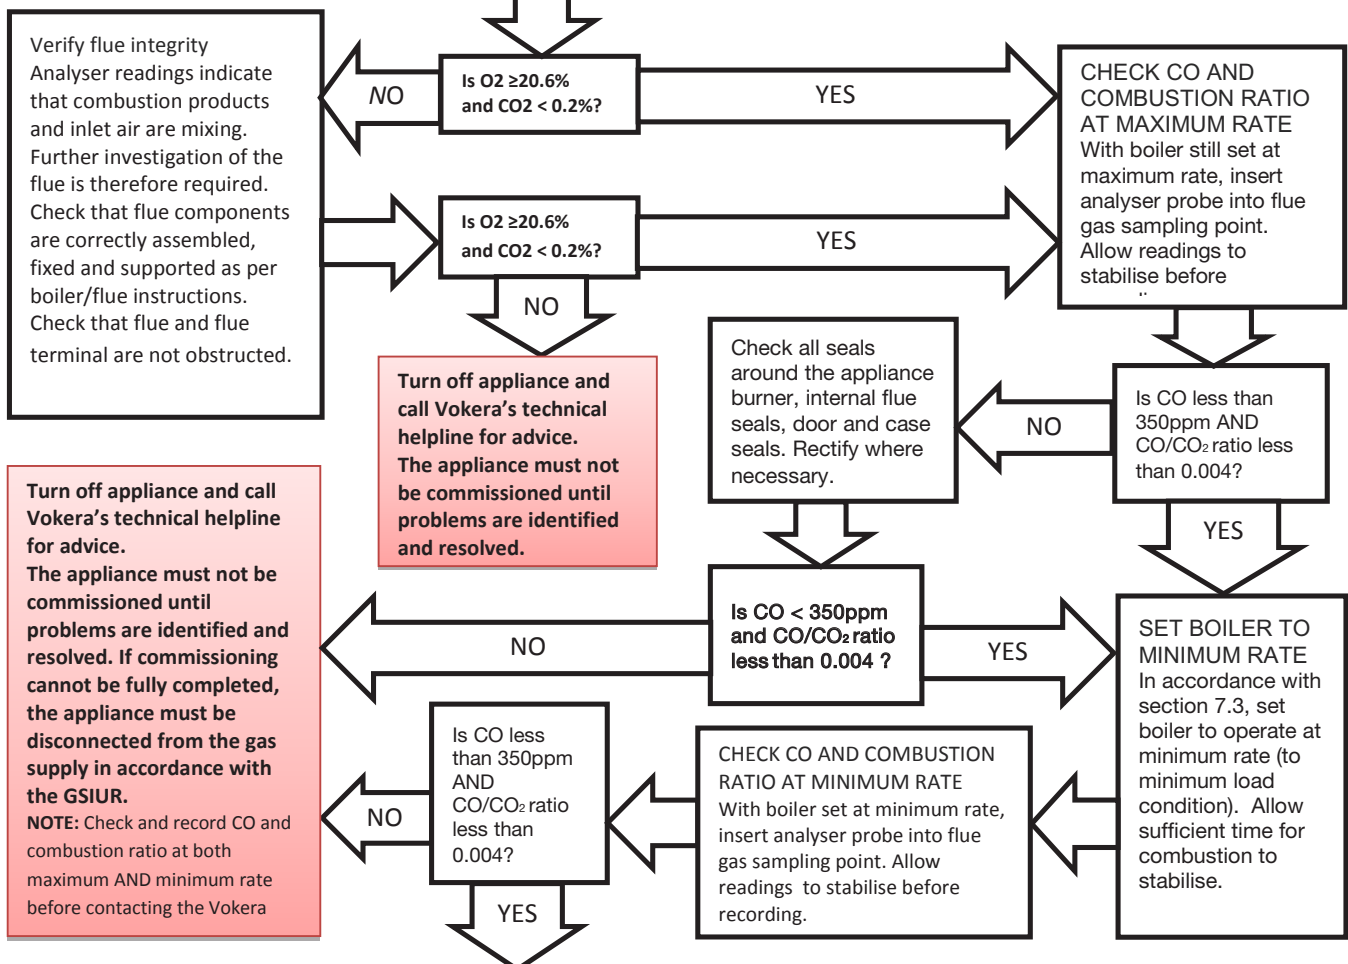 Verify flue integrity
Analyser readings indicate
that combustion products
and inlet air are mixing.
Further investigation of the
flue is therefore required.
Check that flue components
are correctly assembled,
fixed and supported as per
boiler/flue instructions.
Check that flue and flue
terminal are not obstructed.
NO
Is O2 ≥20.6%
and CO2 < 0.2%?
YES
CHECK CO AND
COMBUSTION RATIO
AT MAXIMUM RATE
With boiler still set at
maximum rate, insert
analyser probe into flue
gas sampling point.
Allow readings to
stabilise before
Is O2 ≥20.6%
and CO2 < 0.2%?
YES
NO
Turn off appliance and
call Vokera’s technical
helpline for advice.
The appliance must not
be commissioned until
problems are identified
and resolved.
Check all seals
around the appliance
burner, internal flue
seals, door and case
seals. Rectify where
necessary.
NO
Is CO less than
350ppm AND
CO/CO₂ ratio less
than 0.004?
YES
Turn off appliance and call
Vokera’s technical helpline
for advice.
The appliance must not be
commissioned until
problems are identified and
resolved. If commissioning
cannot be fully completed,
the appliance must be
disconnected from the gas
supply in accordance with
the GSIUR.
NOTE: Check and record CO and
combustion ratio at both
maximum AND minimum rate
before contacting the Vokera
NO
Is CO < 350ppm
and CO/CO₂ ratio
less than 0.004 ?
YES
SET BOILER TO
MINIMUM RATE
In accordance with
section 7.3, set
boiler to operate at
minimum rate (to
minimum load
condition). Allow
sufficient time for
combustion to
stabilise.
NO
Is CO less
than 350ppm
AND
CO/CO₂ ratio
less than
0.004?
YES
CHECK CO AND COMBUSTION
RATIO AT MINIMUM RATE
With boiler set at minimum rate,
insert analyser probe into flue
gas sampling point. Allow
readings to stabilise before
recording.